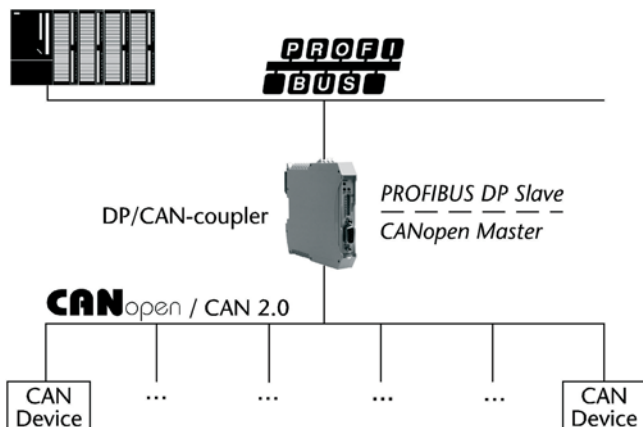 PROFI
BUS
DP/CAN-coupler
PROFIBUS DP Slave
CANopen Master
CANopen / CAN 2.0
CAN
Device
...
...
...
...
CAN
Device